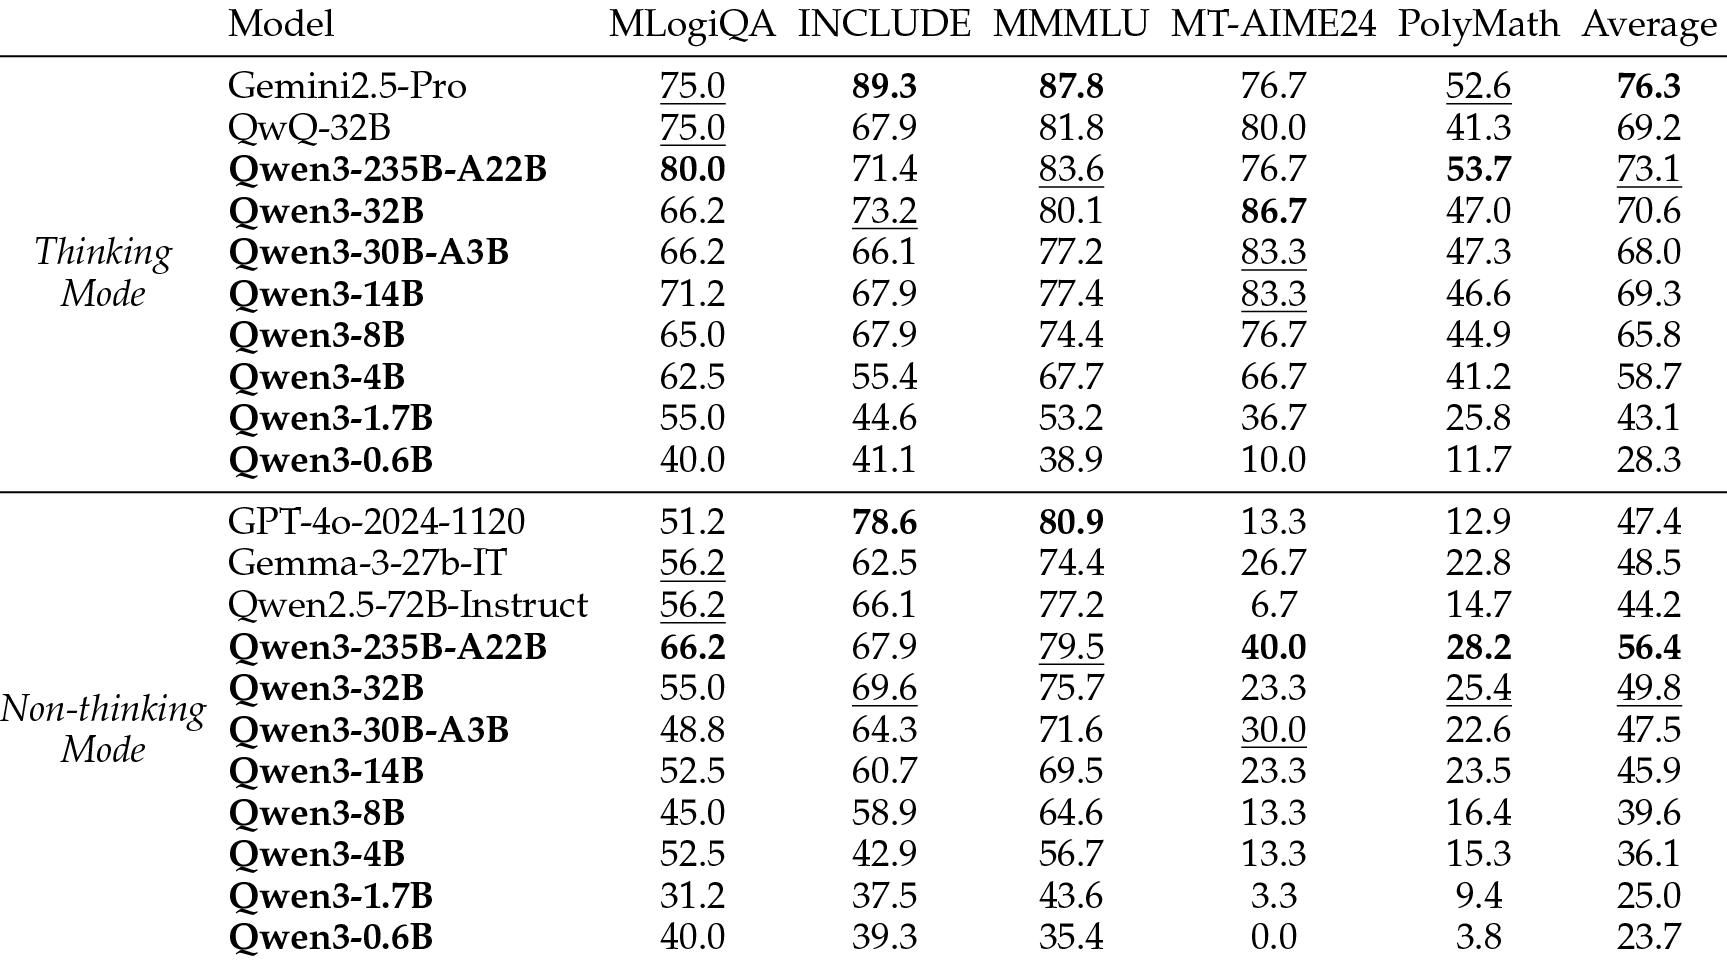 Model MLogiQA INCLUDE MMMLU MT-AIME24 PolyMath Average
Thinking Mode
Gemini2.5-Pro 75.0 89.3 87.8 76.7 52.6 76.3
QwQ-32B 75.0 67.9 81.8 80.0 41.3 69.2
Qwen3-235B-A22B 80.0 71.4 83.6 76.7 53.7 73.1
Qwen3-32B 66.2 73.2 80.1 86.7 47.0 70.6
Qwen3-30B-A3B 66.2 66.1 77.2 83.3 47.3 68.0
Qwen3-14B 71.2 67.9 77.4 83.3 46.6 69.3
Qwen3-8B 65.0 67.9 74.4 76.7 44.9 65.8
Qwen3-4B 62.5 55.4 67.7 66.7 41.2 58.7
Qwen3-1.7B 55.0 44.6 53.2 36.7 25.8 43.1
Qwen3-0.6B 40.0 41.1 38.9 10.0 11.7 28.3
Non-thinking Mode
GPT-4o-2024-1120 51.2 78.6 80.9 13.3 12.9 47.4
Gemma-3-27b-IT 56.2 62.5 74.4 26.7 22.8 48.5
Qwen2.5-72B-Instruct 56.2 66.1 77.2 6.7 14.7 44.2
Qwen3-235B-A22B 66.2 67.9 79.5 40.0 28.2 56.4
Qwen3-32B 55.0 69.6 75.7 23.3 25.4 49.8
Qwen3-30B-A3B 48.8 64.3 71.6 30.0 22.6 47.5
Qwen3-14B 52.5 60.7 69.5 23.3 23.5 45.9
Qwen3-8B 45.0 58.9 64.6 13.3 16.4 39.6
Qwen3-4B 52.5 42.9 56.7 13.3 15.3 36.1
Qwen3-1.7B 31.2 37.5 43.6 3.3 9.4 25.0
Qwen3-0.6B 40.0 39.3 35.4 0.0 3.8 23.7